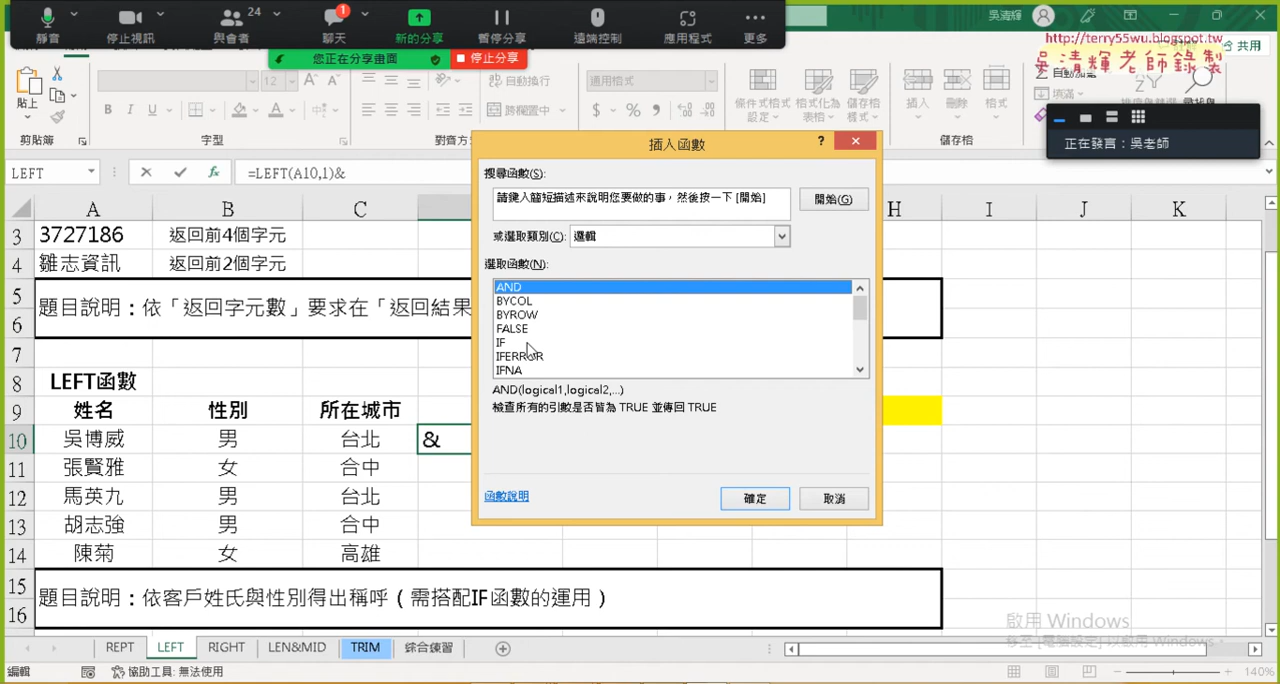 靜音
停止視訊
24
與會者
1
聊天
新的分享
暫停分享
遠端控制
應用程式
更多
您正在分享畫面
停止分享
吳清輝
http://terry55wu.blogspot.tw
吳清輝老師錄製
共用
正在發言：吳老師
貼上
剪貼簿
12
B I U
字型
自動換行
跨欄置中
對齊方
通用格式
$ % 9
條件式格式
設定
格式化為
表格
儲存格
樣式
插入
刪除
格式
儲存格
填滿
LEFT
fx
=LEFT(A10,1)&
A B C H I J K
3 3727186 返回前4個字元
4 雛志資訊 返回前2個字元
5
題目說明：依「返回字元數」要求在「返回結果
6
7
8 LEFT函數
9 姓名 性別 所在城市
10 吳博威 男 台北 &
11 張賢雅 女 台中
12 馬英九 男 台北
13 胡志強 男 台中
14 陳菊 女 高雄
15
題目說明：依客戶姓氏與性別得出稱呼（需搭配IF函數的運用）
16
插入函數
?
搜尋函數(S):
請鍵入簡短描述來說明您要做的事，然後按一下 [開始]
開始(G)
或選取類別(C):
邏輯
選取函數(N):
AND
BYCOL
BYROW
FALSE
IF
IFERROR
IFNA
AND(logical1,logical2,...)
檢查所有的引數是否皆為 TRUE 並傳回 TRUE
函數說明
確定
取消
啟用 Windows
移至 [電腦設定] 以啟用 Windows。
REPT LEFT RIGHT LEN&MID TRIM 綜合練習
編輯
協助工具: 無法使用
140%